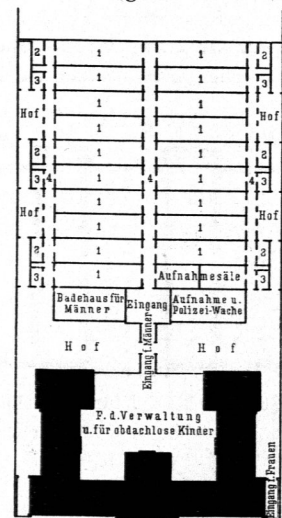 2 1 1 2
3 1 1 3
1 1
Hof Hof
1 1
2 1 1 2
3 4 1 4 1 4 3
1 1
Hof Hof
1 1
2 1 1 2
3 1 Aufnahmesäle 3
Badehaus für
Männer
Eingang
Aufnahme u.
Polizei-Wache
Hof
Eingang f. Männer
Hof
F. d. Verwaltung
u. für obdachlose Kinder
Eingang f. Frauen